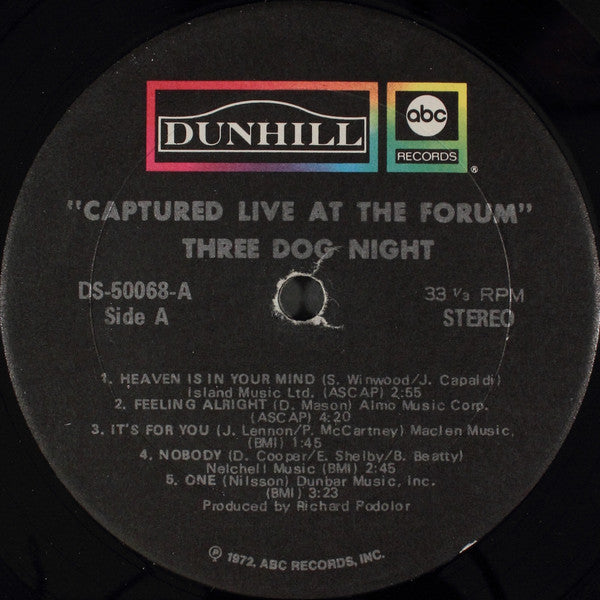 DUNHILL
abc
RECORDS
®
"CAPTURED LIVE AT THE FORUM"
THREE DOG NIGHT
DS-50068-A
Side A
33 1/3 RPM
STEREO
1. HEAVEN IS IN YOUR MIND (S. Winwood/J. Capaldi)
Island Music Ltd. (ASCAP) 2:55
2. FEELING ALRIGHT (D. Mason) Almo Music Corp.
(ASCAP) 4:20
3. IT'S FOR YOU (J. Lennon/P. McCartney) Maclen Music,
(BMI) 1:45
4. NOBODY (D. Cooper/E. Shelby/B. Beatty)
Nelchell Music (BMI) 2:45
5. ONE (Nilsson) Dunbar Music, Inc.
(BMI) 3:23
Produced by Richard Podolor
℗ 1972, ABC RECORDS, INC.